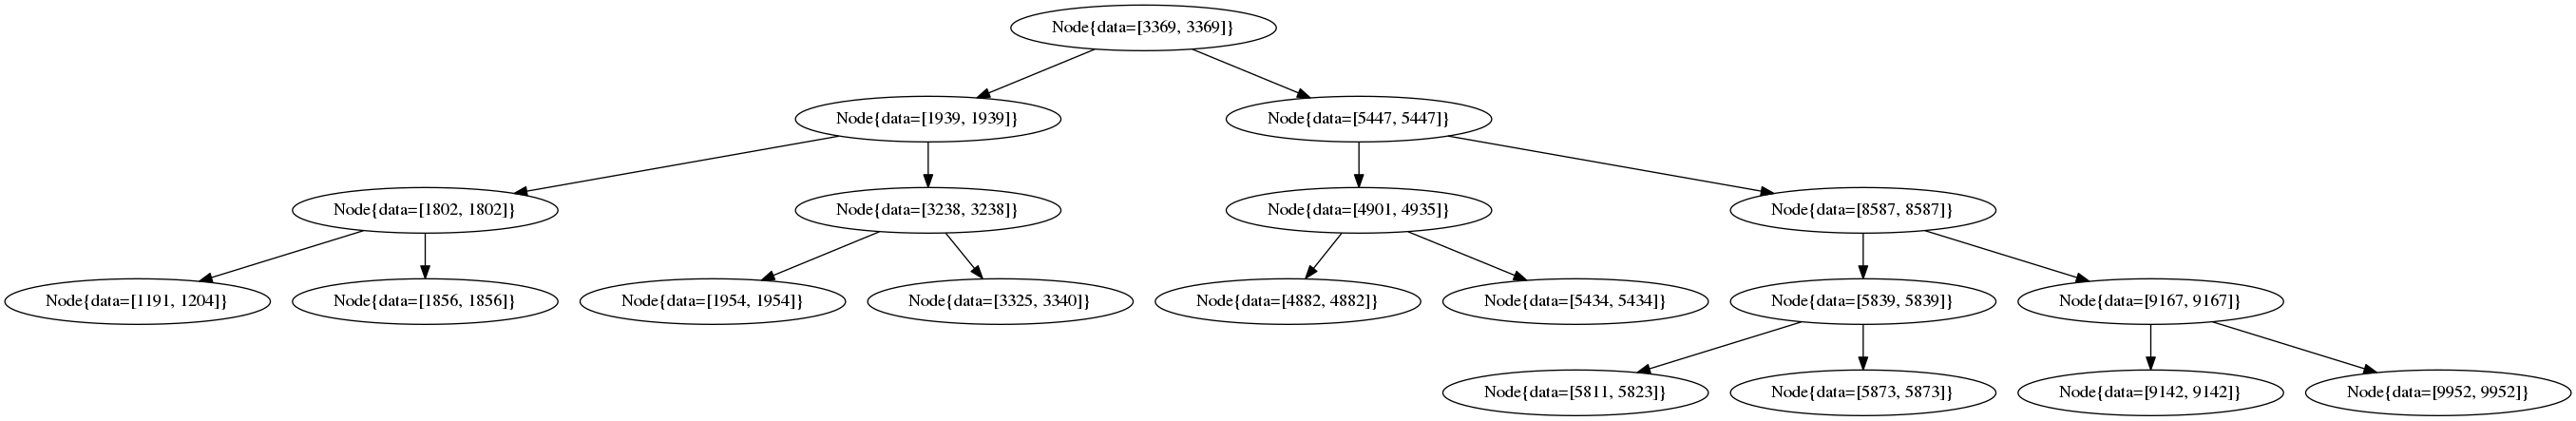 Node{data=[3369, 3369]}
Node{data=[1939, 1939]}
Node{data=[5447, 5447]}
Node{data=[1802, 1802]}
Node{data=[3238, 3238]}
Node{data=[4901, 4935]}
Node{data=[8587, 8587]}
Node{data=[1191, 1204]}
Node{data=[1856, 1856]}
Node{data=[1954, 1954]}
Node{data=[3325, 3340]}
Node{data=[4882, 4882]}
Node{data=[5434, 5434]}
Node{data=[5839, 5839]}
Node{data=[9167, 9167]}
Node{data=[5811, 5823]}
Node{data=[5873, 5873]}
Node{data=[9142, 9142]}
Node{data=[9952, 9952]}